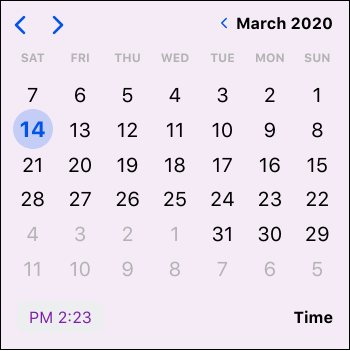 March 2020
SAT FRI THU WED TUE MON SUN
7 6 5 4 3 2 1
14 13 12 11 10 9 8
21 20 19 18 17 16 15
28 27 26 25 24 23 22
4 3 2 1 31 30 29
11 10 9 8 7 6 5
PM 2:23 Time